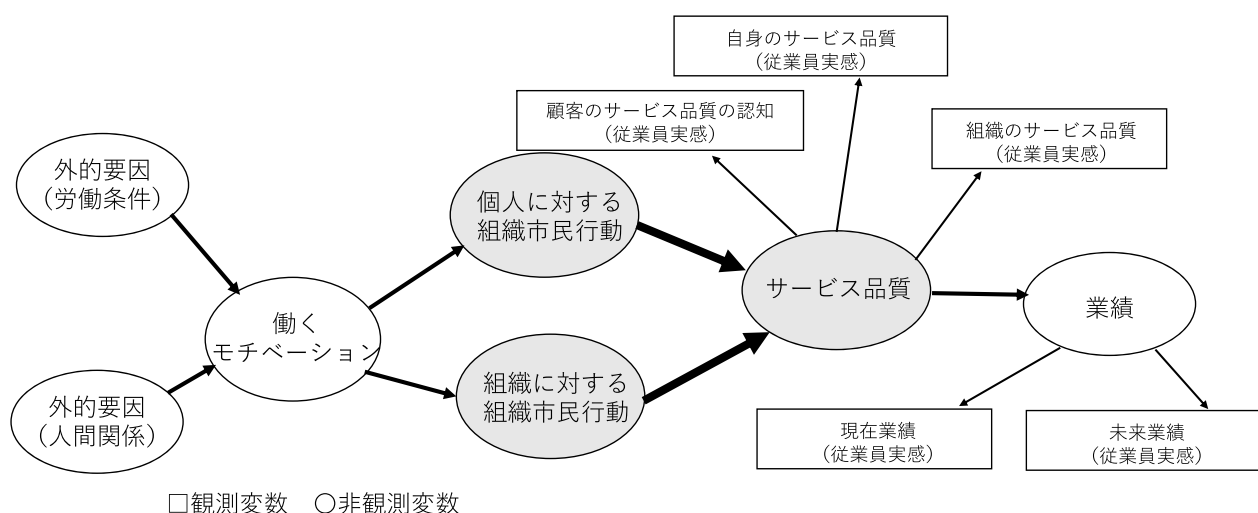 自身のサービス品質
（従業員実感）
顧客のサービス品質の認知
（従業員実感）
組織のサービス品質
（従業員実感）
外的要因
（労働条件）
個人に対する
組織市民行動
サービス品質
業績
働く
モチベーション
組織に対する
組織市民行動
外的要因
（人間関係）
現在業績
（従業員実感）
未来業績
（従業員実感）
□観測変数　○非観測変数